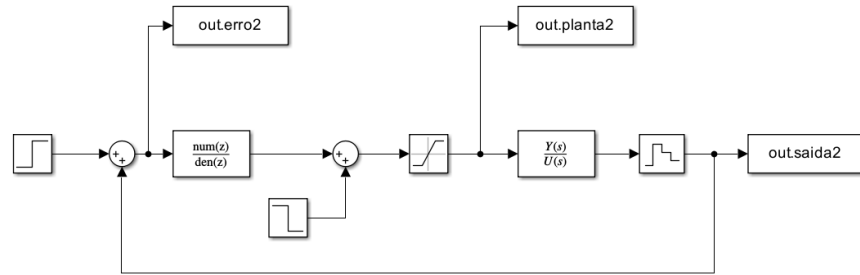 out.erro2
out.planta2
+
+
num(z)
den(z)
+
+
Y(s)
U(s)
out.saida2